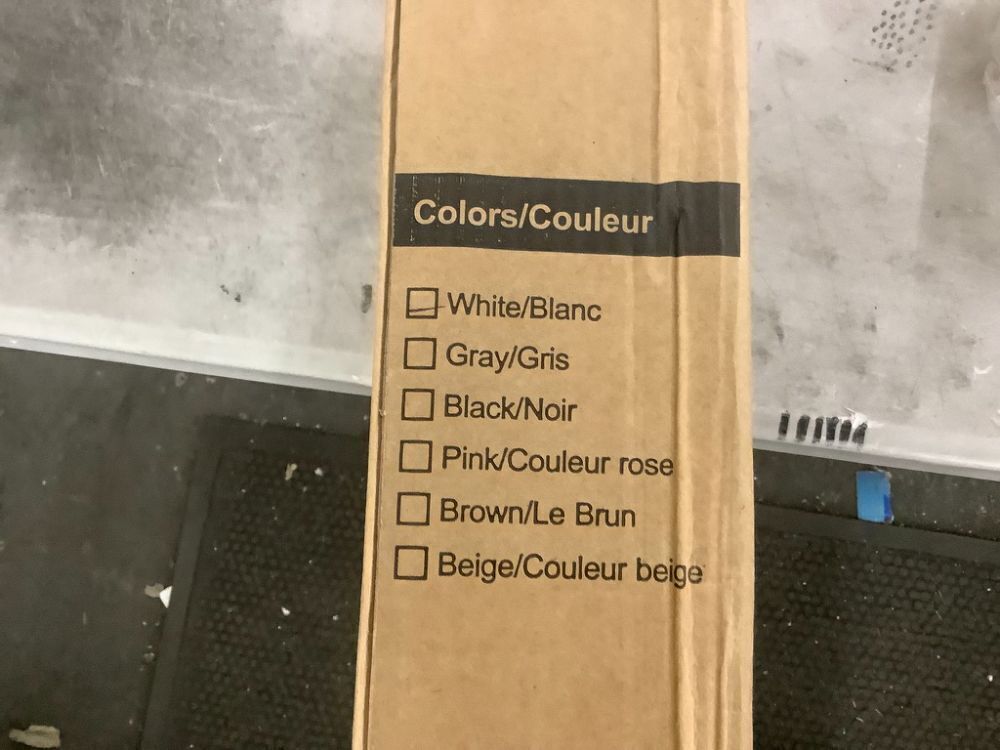 Colors/Couleur
White/Blanc
Gray/Gris
Black/Noir
Pink/Couleur rose
Brown/Le Brun
Beige/Couleur beige